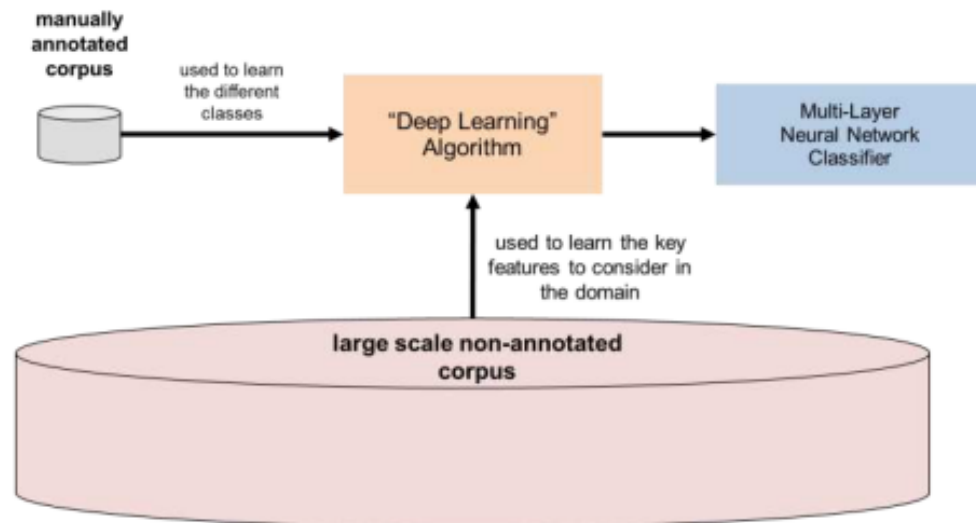 manually
annotated
corpus
used to learn
the different
classes
“Deep Learning”
Algorithm
Multi-Layer
Neural Network
Classifier
used to learn the key
features to consider in
the domain
large scale non-annotated
corpus